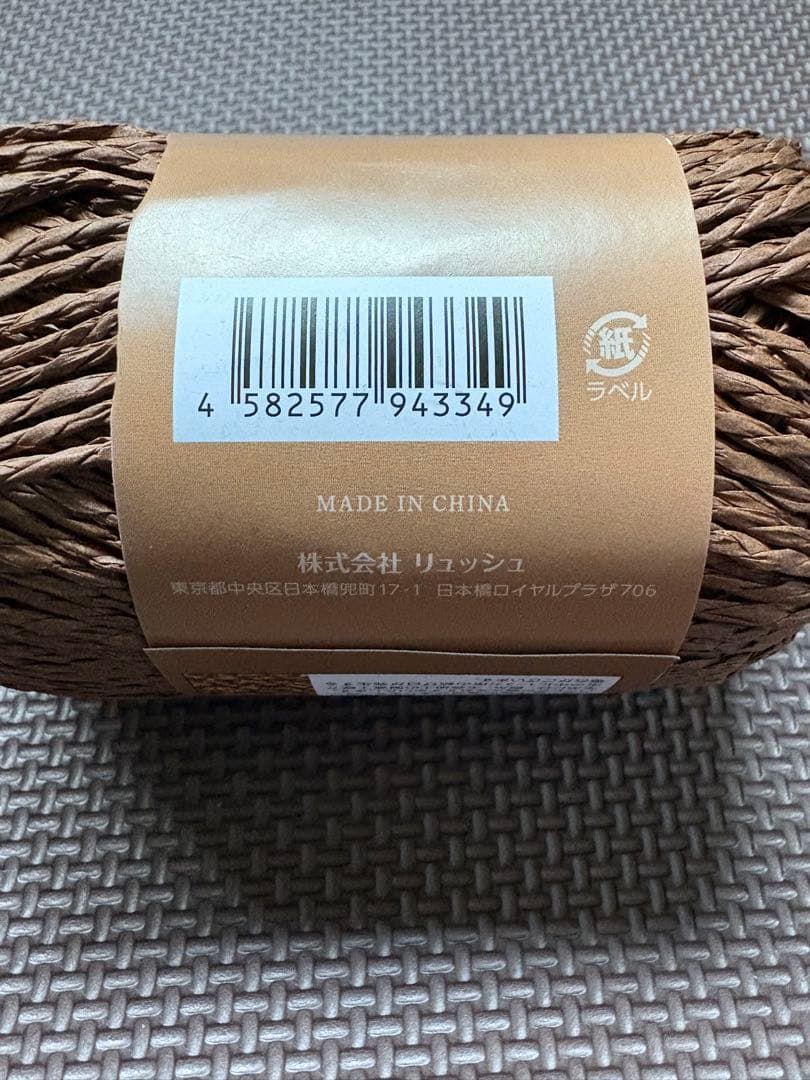 4 582577 943349
紙
ラベル
MADE IN CHINA
株式会社 リュッシュ
東京都中央区日本橋兜町17-1 日本橋ロイヤルプラザ706